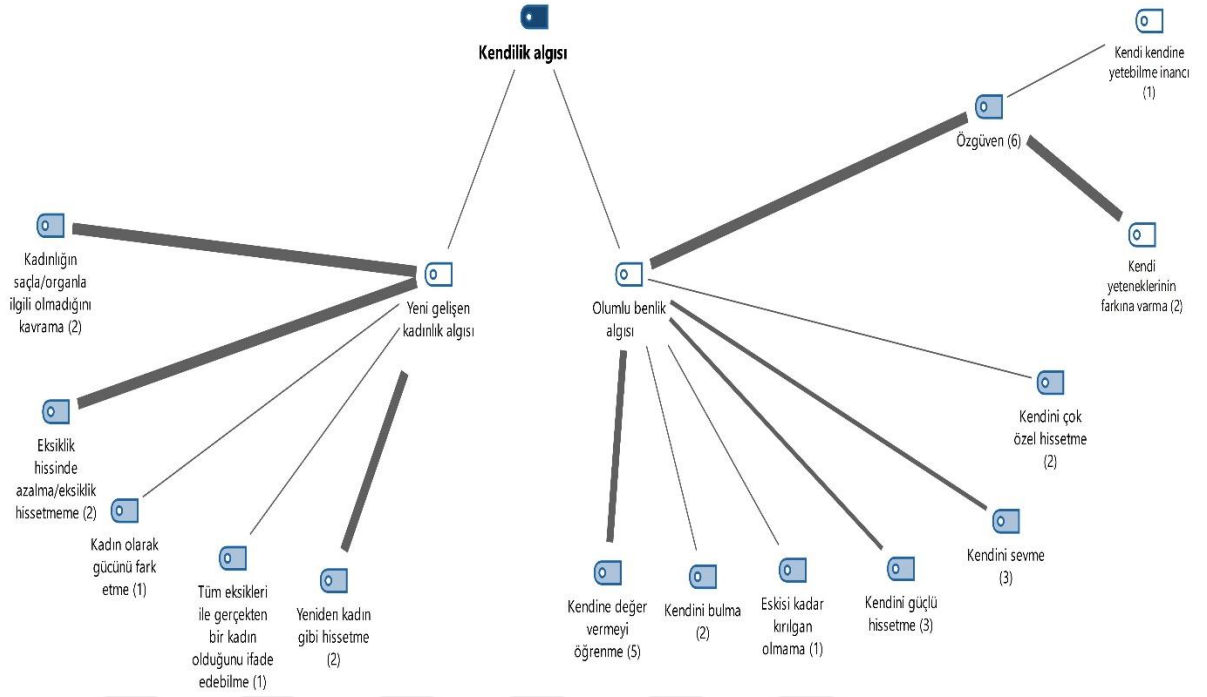 Kendilik algısı
Kendi kendine
yetebilme inancı
(1)
Özgüven (6)
Kendi
yeteneklerinin
farkına varma (2)
Kadınlığın
saçla/organla
ilgili olmadığını
kavrama (2)
Yeni gelişen
kadınlık algısı
Olumlu benlik
algısı
Kendini çok
özel hissetme
(2)
Eksiklik
hissinde
azalma/eksiklik
hissetmeme (2)
Kadın olarak
gücünü fark
etme (1)
Tüm eksikleri
ile gerçekten
bir kadın
olduğunu ifade
edebilme (1)
Yeniden kadın
gibi hissetme
(2)
Kendine değer
vermeyi
öğrenme (5)
Kendini bulma
(2)
Eskisi kadar
kırılgan
olmama (1)
Kendini güçlü
hissetme (3)
Kendini sevme
(3)